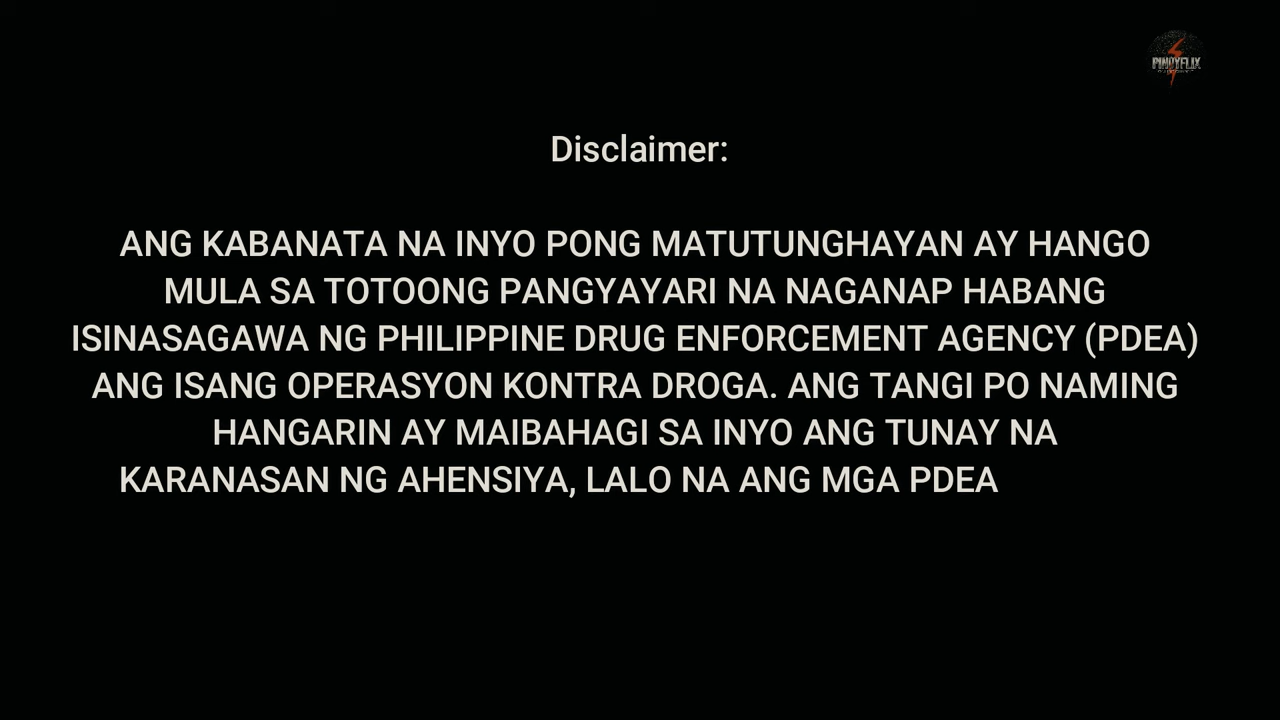 PINOYFLIX
Disclaimer:
ANG KABANATA NA INYO PONG MATUTUNGHAYAN AY HANGO
MULA SA TOTOONG PANGYAYARI NA NAGANAP HABANG
ISINASAGAWA NG PHILIPPINE DRUG ENFORCEMENT AGENCY (PDEA)
ANG ISANG OPERASYON KONTRA DROGA. ANG TANGI PO NAMING
HANGARIN AY MAIBAHAGI SA INYO ANG TUNAY NA
KARANASAN NG AHENSIYA, LALO NA ANG MGA PDEA